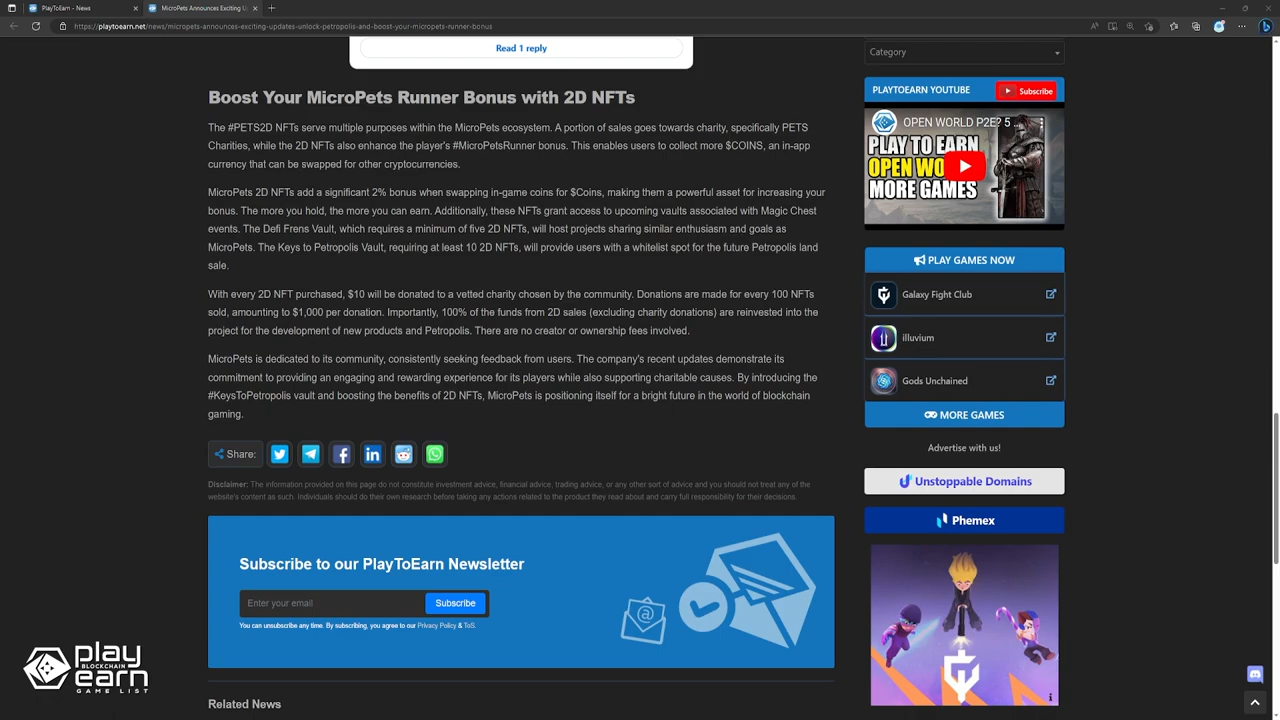 PlayToEarn - News
MicroPets Announces Exciting Up
https://playtoearn.net/news/micropets-announces-exciting-updates-unlock-petropolis-and-boost-your-micropets-runner-bonus
Read 1 reply
Category
Boost Your MicroPets Runner Bonus with 2D NFTs
The #PETS2D NFTs serve multiple purposes within the MicroPets ecosystem. A portion of sales goes towards charity, specifically PETS
Charities, while the 2D NFTs also enhance the player's #MicroPetsRunner bonus. This enables users to collect more $COINS, an in-app
currency that can be swapped for other cryptocurrencies.
MicroPets 2D NFTs add a significant 2% bonus when swapping in-game coins for $Coins, making them a powerful asset for increasing your
bonus. The more you hold, the more you can earn. Additionally, these NFTs grant access to upcoming vaults associated with Magic Chest
events. The Defi Frens Vault, which requires a minimum of five 2D NFTs, will host projects sharing similar enthusiasm and goals as
MicroPets. The Keys to Petropolis Vault, requiring at least 10 2D NFTs, will provide users with a whitelist spot for the future Petropolis land
sale.
With every 2D NFT purchased, $10 will be donated to a vetted charity chosen by the community. Donations are made for every 100 NFTs
sold, amounting to $1,000 per donation. Importantly, 100% of the funds from 2D sales (excluding charity donations) are reinvested into the
project for the development of new products and Petropolis. There are no creator or ownership fees involved.
MicroPets is dedicated to its community, consistently seeking feedback from users. The company's recent updates demonstrate its
commitment to providing an engaging and rewarding experience for its players while also supporting charitable causes. By introducing the
#KeysToPetropolis vault and boosting the benefits of 2D NFTs, MicroPets is positioning itself for a bright future in the world of blockchain
gaming.
Share:
Disclaimer: The information provided on this page do not constitute investment advice, financial advice, trading advice, or any other sort of advice and you should not treat any of the
website's content as such. Individuals should do their own research before taking any actions related to the product they read about and carry full responsibility for their decisions.
Subscribe to our PlayToEarn Newsletter
Enter your email
Subscribe
You can unsubscribe any time. By subscribing, you agree to our Privacy Policy & ToS.
Related News
PLAYTOEARN YOUTUBE
Subscribe
OPEN WORLD P2E? 5 ...
PLAY TO EARN
OPEN WO
MORE GAMES
PLAY GAMES NOW
Galaxy Fight Club
illuvium
Gods Unchained
MORE GAMES
Advertise with us!
Unstoppable Domains
Phemex
play
BLOCKCHAIN
earn
GAME LIST